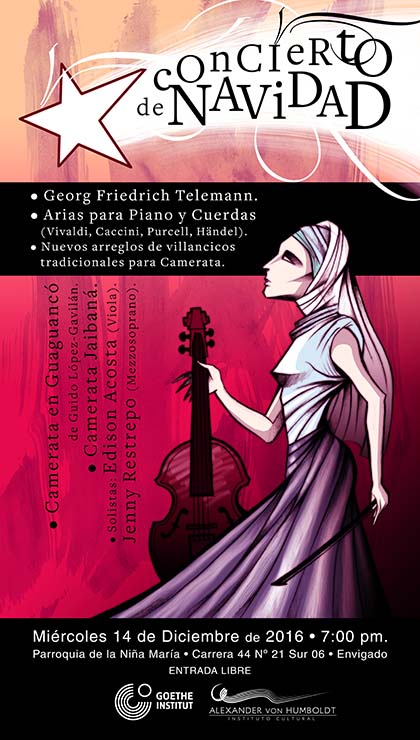 CONCIERTO
de NAVIDAD
• Georg Friedrich Telemann.
• Arias para Piano y Cuerdas
(Vivaldi, Caccini, Purcell, Händel).
• Nuevos arreglos de villancicos
tradicionales para Camerata.
• Camerata en Guaguancó
de Guido López-Gavilán.
• Camerata Jaibaná.
• Solistas: Edison Acosta (Viola).
Jenny Restrepo (Mezzosoprano).
Miércoles 14 de Diciembre de 2016 • 7:00 pm.
Parroquia de la Niña María • Carrera 44 Nº 21 Sur 06 • Envigado
ENTRADA LIBRE
GOETHE
INSTITUT
ALEXANDER VON HUMBOLDT
INSTITUTO CULTURAL